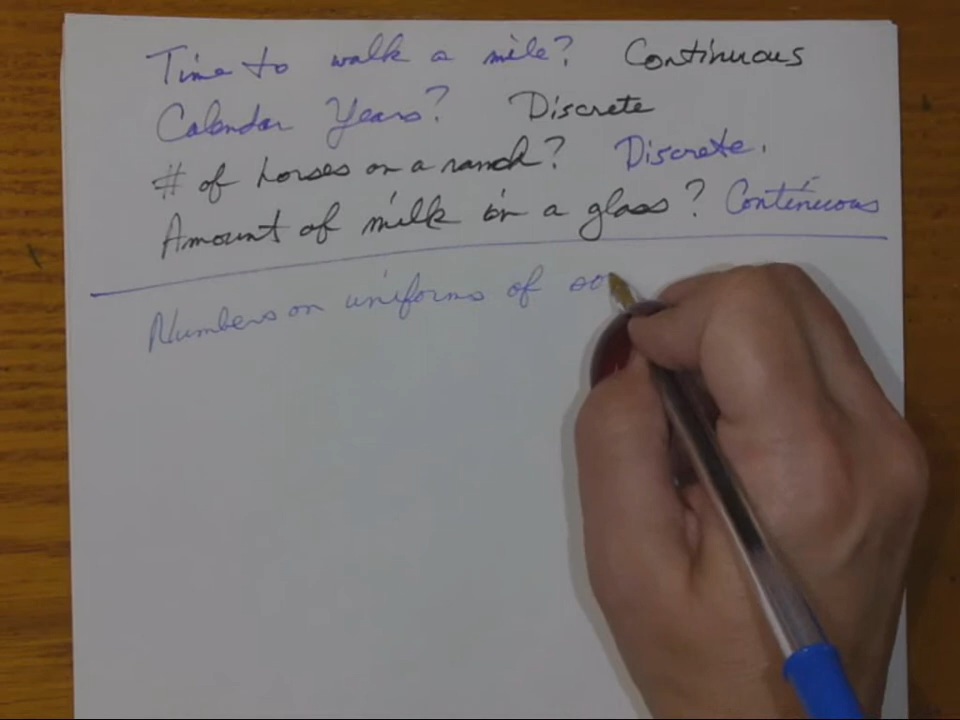 Time to walk a mile? Continuous
Calendar Years? Discrete
# of horses on a ranch? Discrete.
Amount of milk in a glass? Continuous
Numbers on uniforms of